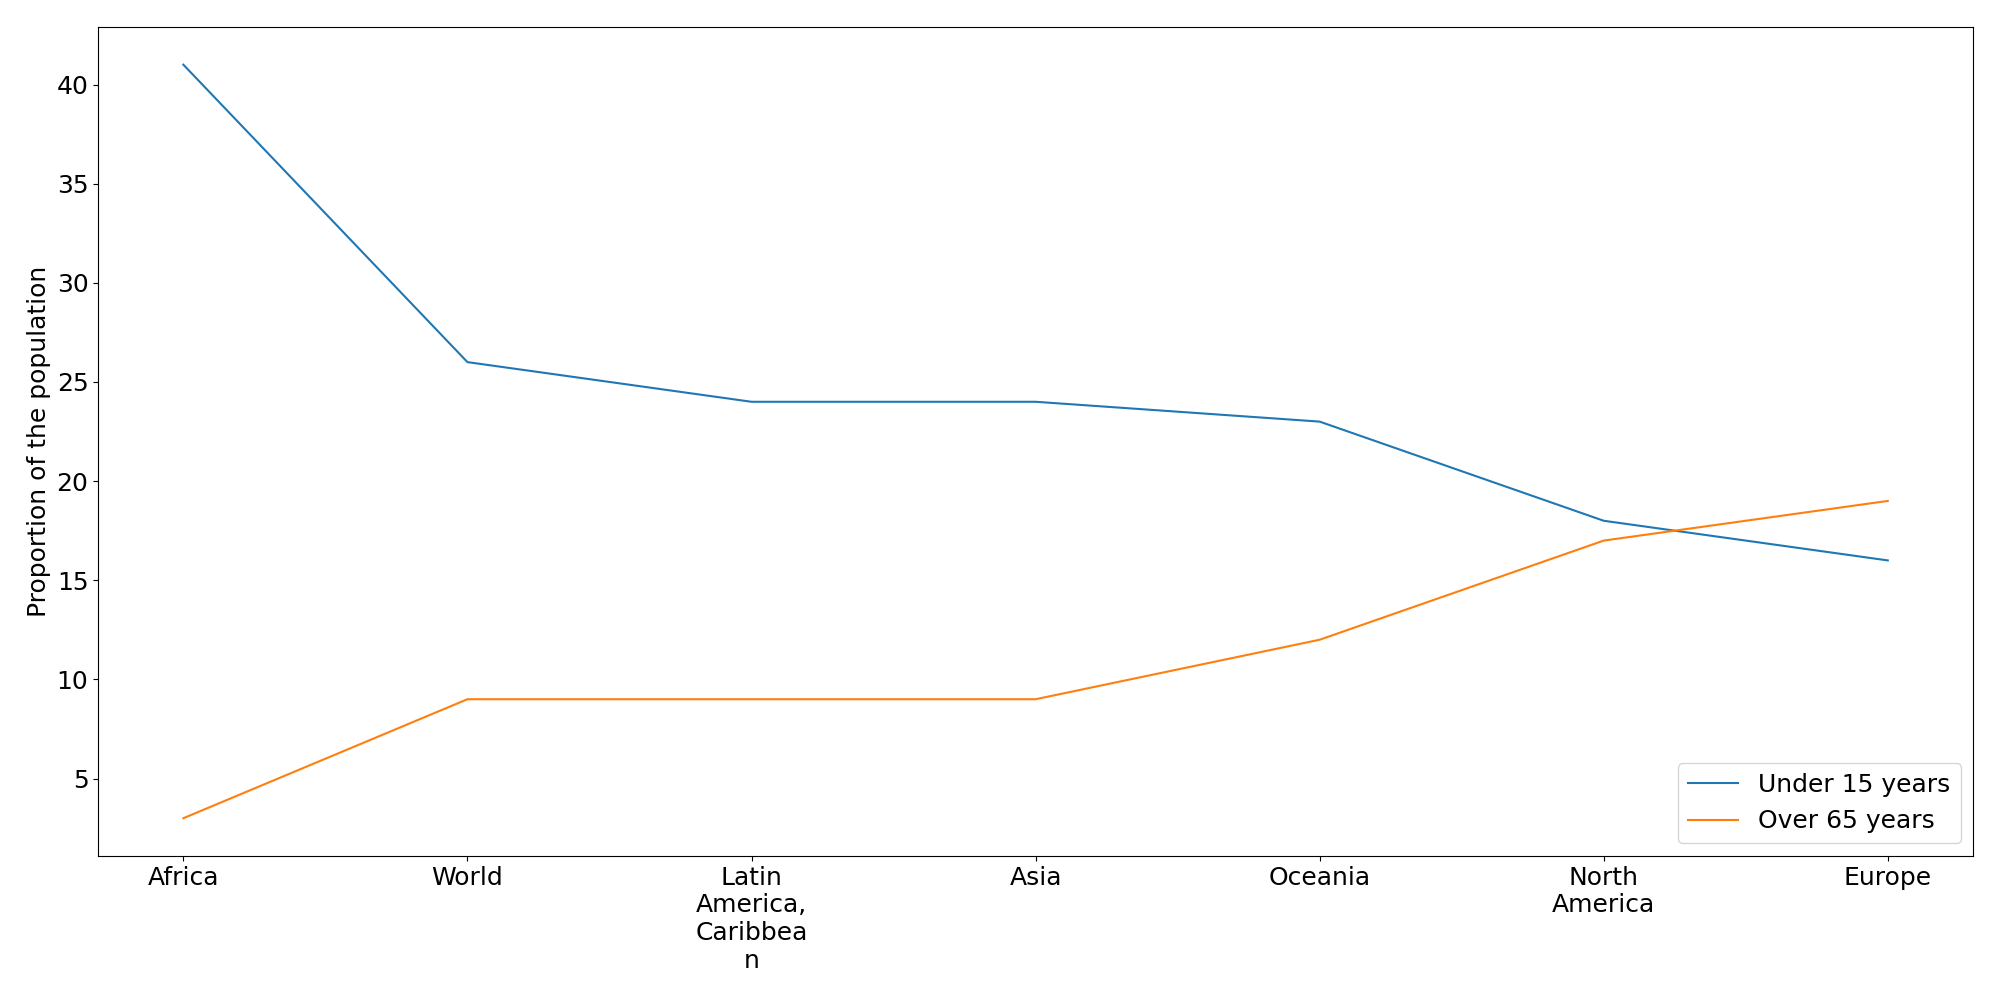 Proportion of the population
40
35
30
25
20
15
10
5
Africa
World
Latin
America,
Caribbea
n
Asia
Oceania
North
America
Europe
Under 15 years
Over 65 years